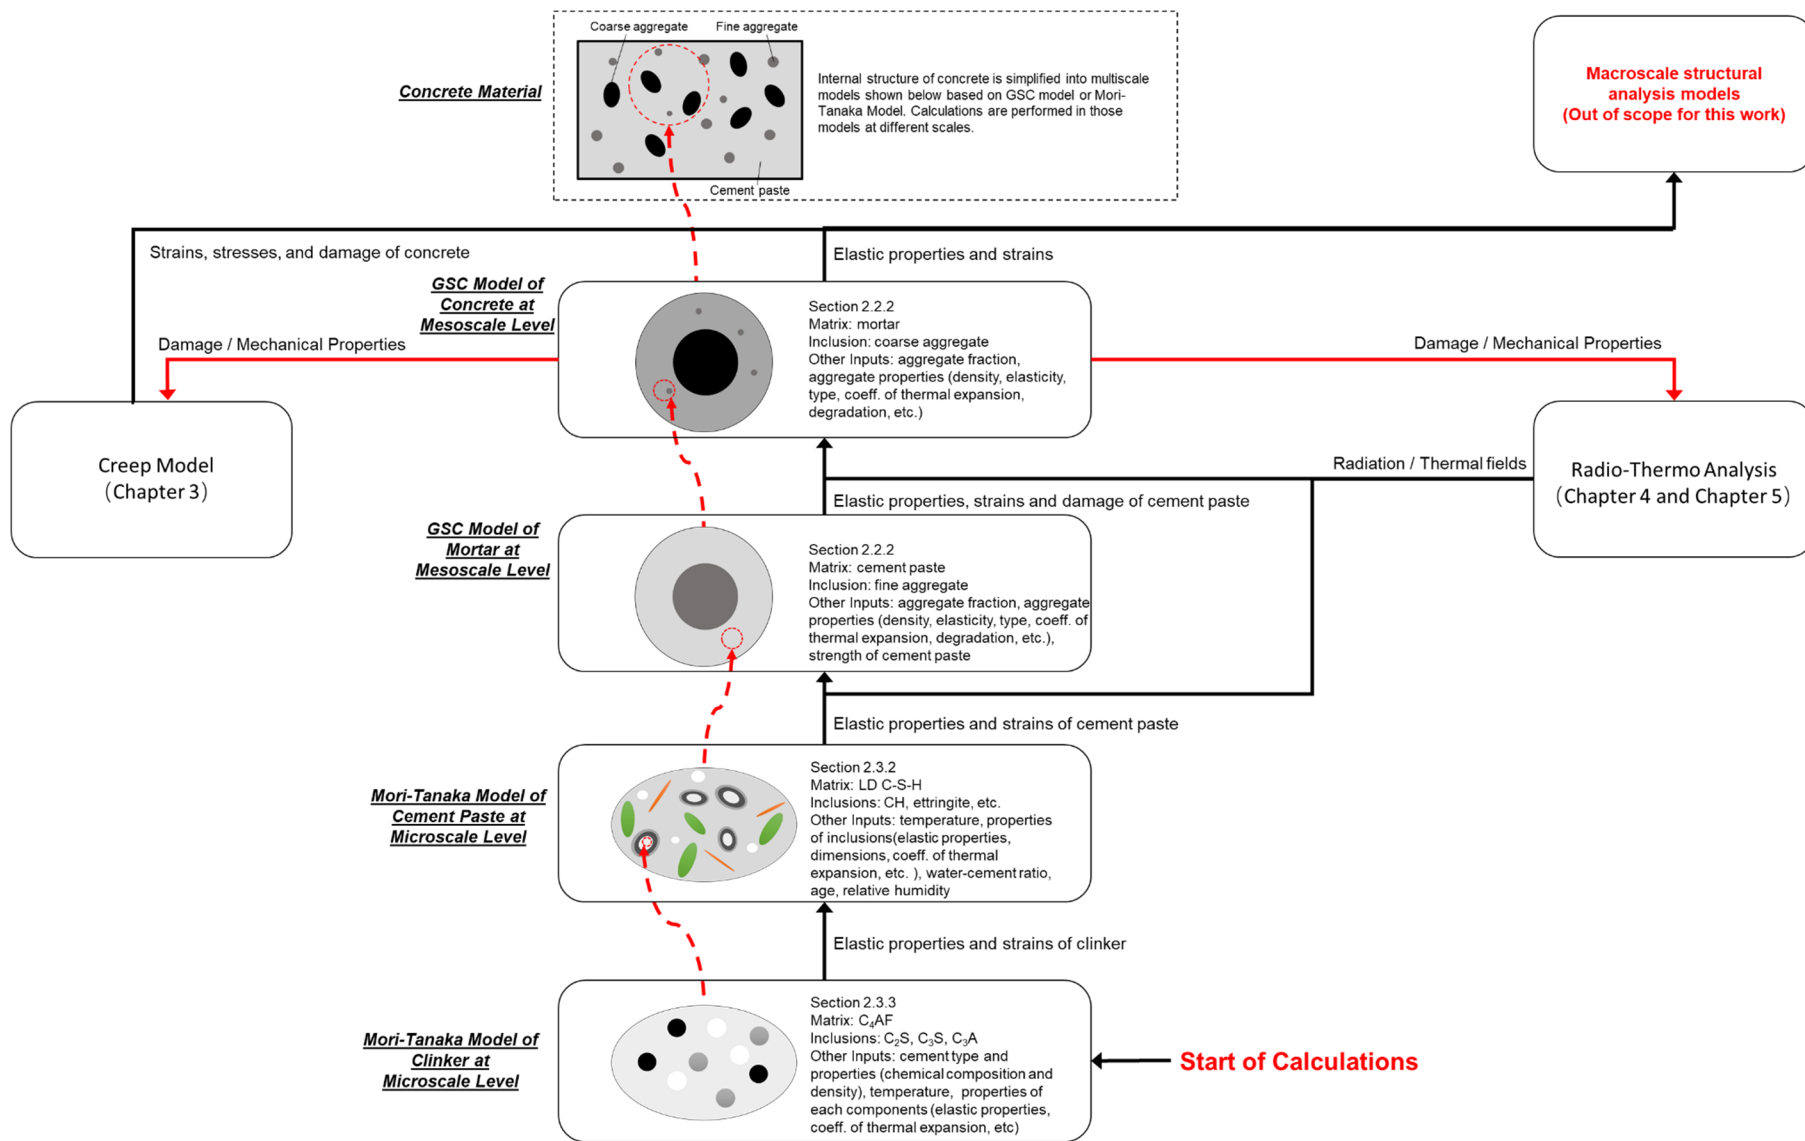 Coarse aggregate
Fine aggregate
Cement paste
Concrete Material
Internal structure of concrete is simplified into multiscale
models shown below based on GSC model or Mori-
Tanaka Model. Calculations are performed in those
models at different scales.
Macroscale structural
analysis models
(Out of scope for this work)
Strains, stresses, and damage of concrete
Elastic properties and strains
GSC Model of
Concrete at
Mesoscale Level
Section 2.2.2
Matrix: mortar
Inclusion: coarse aggregate
Other Inputs: aggregate fraction,
aggregate properties (density, elasticity,
type, coeff. of thermal expansion,
degradation, etc.)
Damage / Mechanical Properties
Damage / Mechanical Properties
Creep Model
(Chapter 3)
Radiation / Thermal fields
Radio-Thermo Analysis
(Chapter 4 and Chapter 5)
Elastic properties, strains and damage of cement paste
GSC Model of
Mortar at
Mesoscale Level
Section 2.2.2
Matrix: cement paste
Inclusion: fine aggregate
Other Inputs: aggregate fraction, aggregate
properties (density, elasticity, type, coeff. of
thermal expansion, degradation, etc.),
strength of cement paste
Elastic properties and strains of cement paste
Mori-Tanaka Model of
Cement Paste at
Microscale Level
Section 2.3.2
Matrix: LD C-S-H
Inclusions: CH, ettringite, etc.
Other Inputs: temperature, properties
of inclusions(elastic properties,
dimensions, coeff. of thermal
expansion, etc. ), water-cement ratio,
age, relative humidity
Elastic properties and strains of clinker
Mori-Tanaka Model of
Clinker at
Microscale Level
Section 2.3.3
Matrix: C₄AF
Inclusions: C₂S, C₃S, C₃A
Other Inputs: cement type and
properties (chemical composition and
density), temperature, properties of
each components (elastic properties,
coeff. of thermal expansion, etc)
Start of Calculations